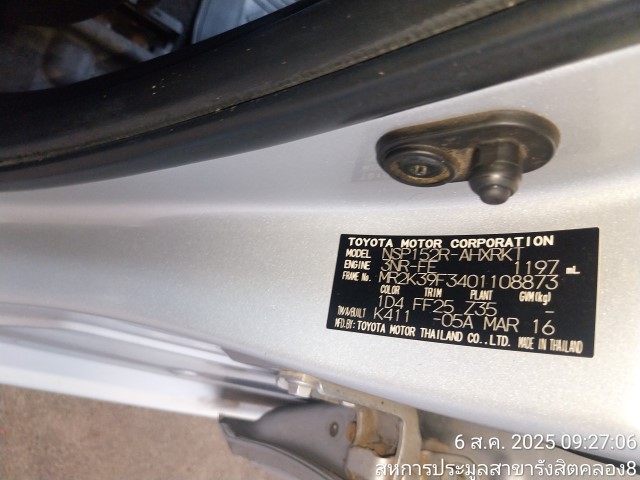 TOYOTA MOTOR CORPORATION
MODEL NSP152R-AHXRKT
ENGINE 3NR-FE 1197 mL
FRAME No. MR2K39F3401108873
COLOR TRIM PLANT GVM(kg)
1D4 FF25 Z35 -
T/M/A/BUILT K411 -05A MAR 16
MFD.BY: TOYOTA MOTOR THAILAND CO.,LTD. MADE IN THAILAND
6 ส.ค. 2025 09:27:06
สหการประมูลสาขารังสิตคลอง8